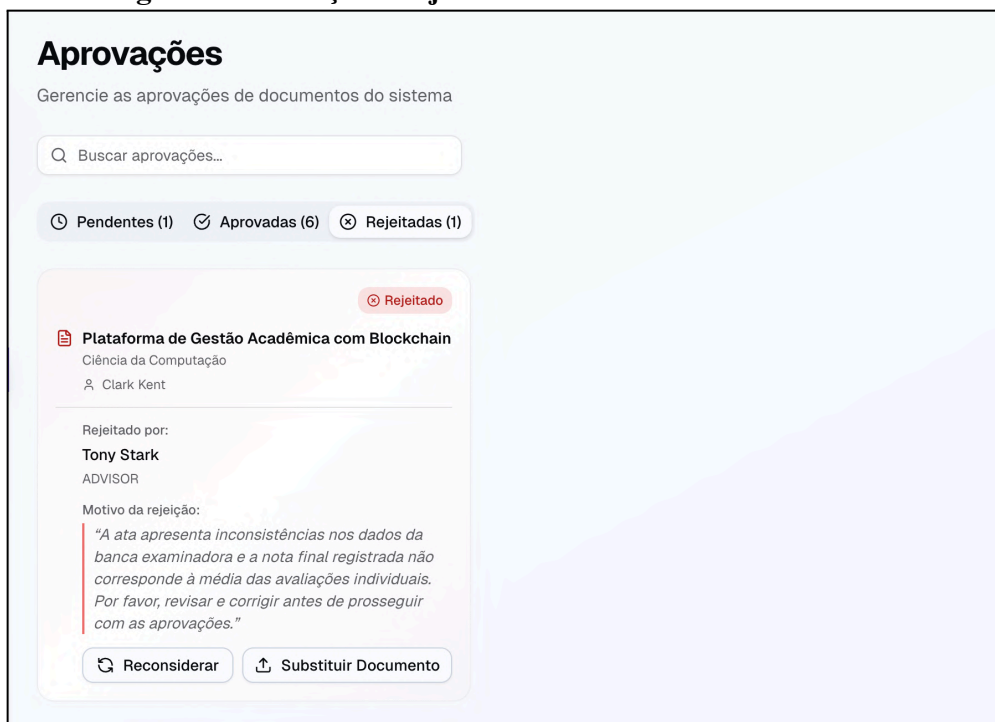 Aprovações
Gerencie as aprovações de documentos do sistema
Buscar aprovações...
Pendentes (1) Aprovadas (6) Rejeitadas (1)
Rejeitado
Plataforma de Gestão Acadêmica com Blockchain
Ciência da Computação
Clark Kent
Rejeitado por:
Tony Stark
ADVISOR
Motivo da rejeição:
“A ata apresenta inconsistências nos dados da
banca examinadora e a nota final registrada não
corresponde à média das avaliações individuais.
Por favor, revisar e corrigir antes de prosseguir
com as aprovações.”
Reconsiderar Substituir Documento